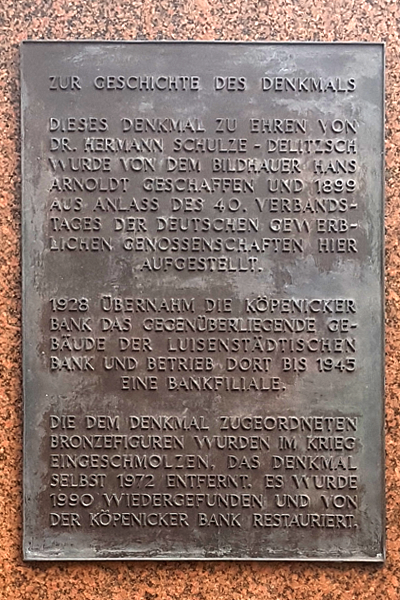 ZUR GESCHICHTE DES DENKMALS
DIESES DENKMAL ZU EHREN VON
DR. HERMANN SCHULZE-DELITZSCH
WURDE VON DEM BILDHAUER HANS
ARNOLDT GESCHAFFEN UND 1899
AUS ANLASS DES 40. VERBANDS-
TAGES DER DEUTSCHEN GEWERB-
LICHEN GENOSSENSCHAFTEN HIER
AUFGESTELLT.
1928 ÜBERNAHM DIE KÖPENICKER
BANK DAS GEGENÜBERLIEGENDE GE-
BÄUDE DER LUISENSTÄDTISCHEN
BANK UND BETRIEB DORT BIS 1945
EINE BANKFILIALE.
DIE DEM DENKMAL ZUGEORDNETEN
BRONZEFIGUREN WURDEN IM KRIEG
EINGESCHMOLZEN, DAS DENKMAL
SELBST 1972 ENTFERNT. ES WURDE
1990 WIEDERGEFUNDEN UND VON
DER KÖPENICKER BANK RESTAURIERT.